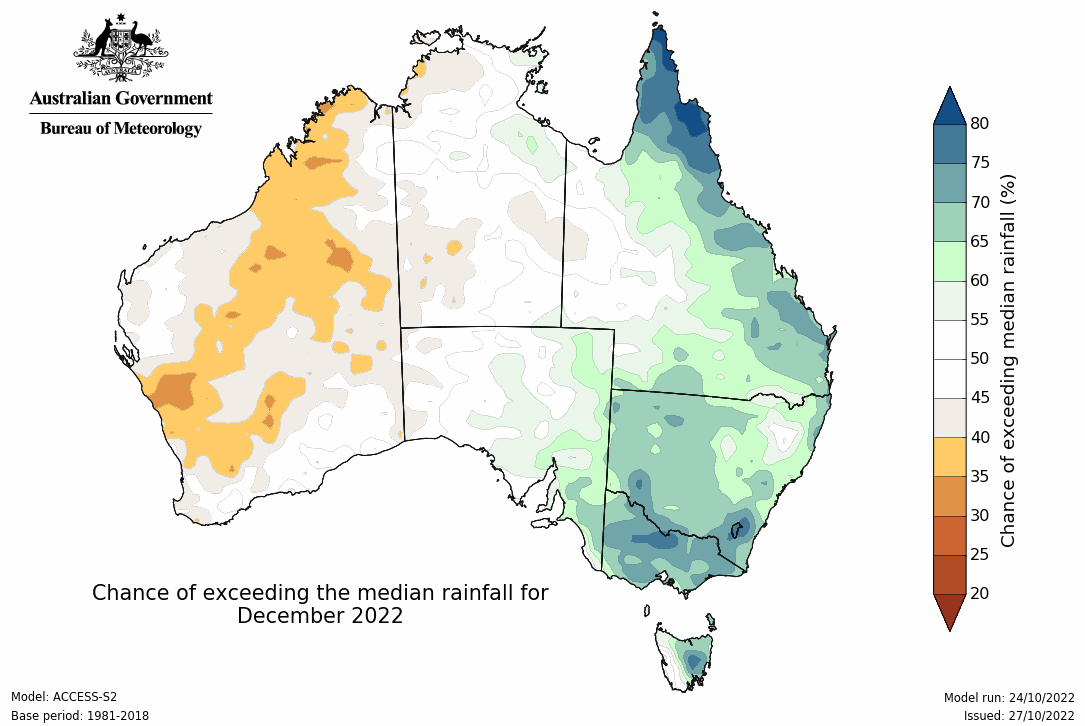 Australian Government
Bureau of Meteorology
80
75
70
65
60
55
50
45
40
35
30
25
20
Chance of exceeding median rainfall (%)
Chance of exceeding the median rainfall for
December 2022
Model: ACCESS-S2
Base period: 1981-2018
Model run: 24/10/2022
Issued: 27/10/2022